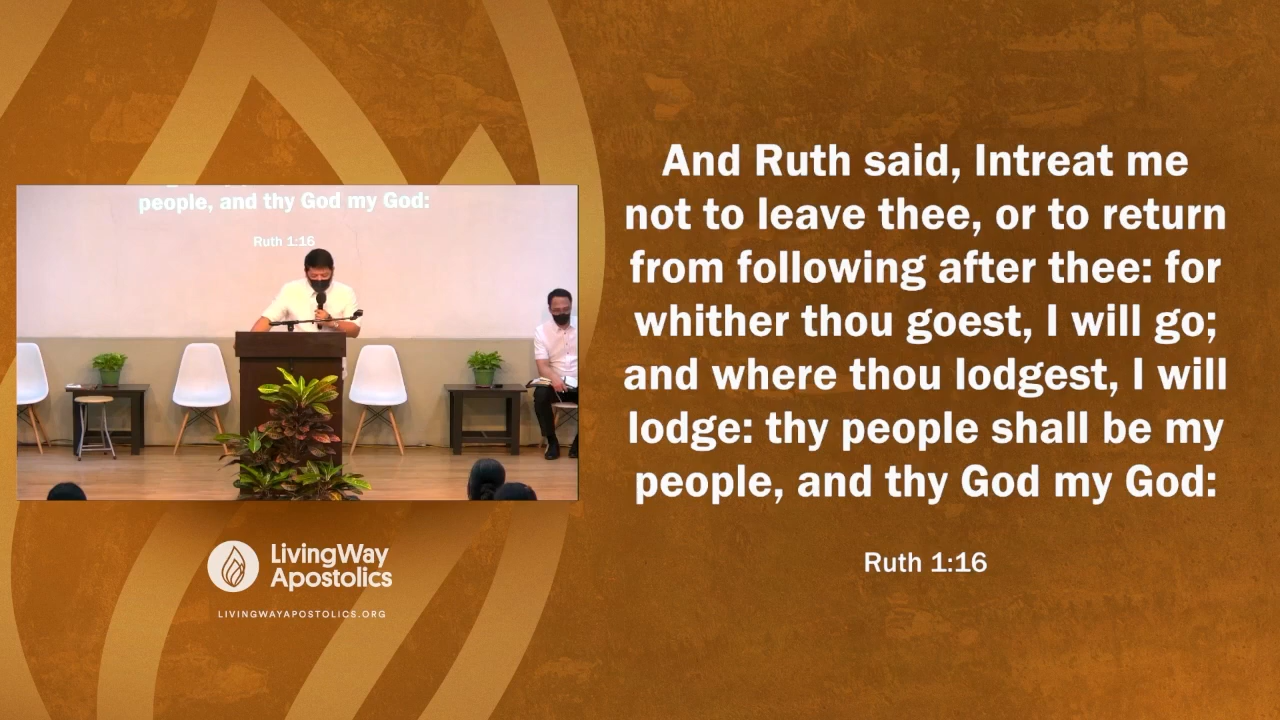 And Ruth said, Intreat me
not to leave thee, or to return
from following after thee: for
whither thou goest, I will go;
and where thou lodgest, I will
lodge: thy people shall be my
people, and thy God my God:
Ruth 1:16
people, and thy God my God:
Ruth 1:16
LivingWay
Apostolics
LIVINGWAYAPOSTOLICS.ORG